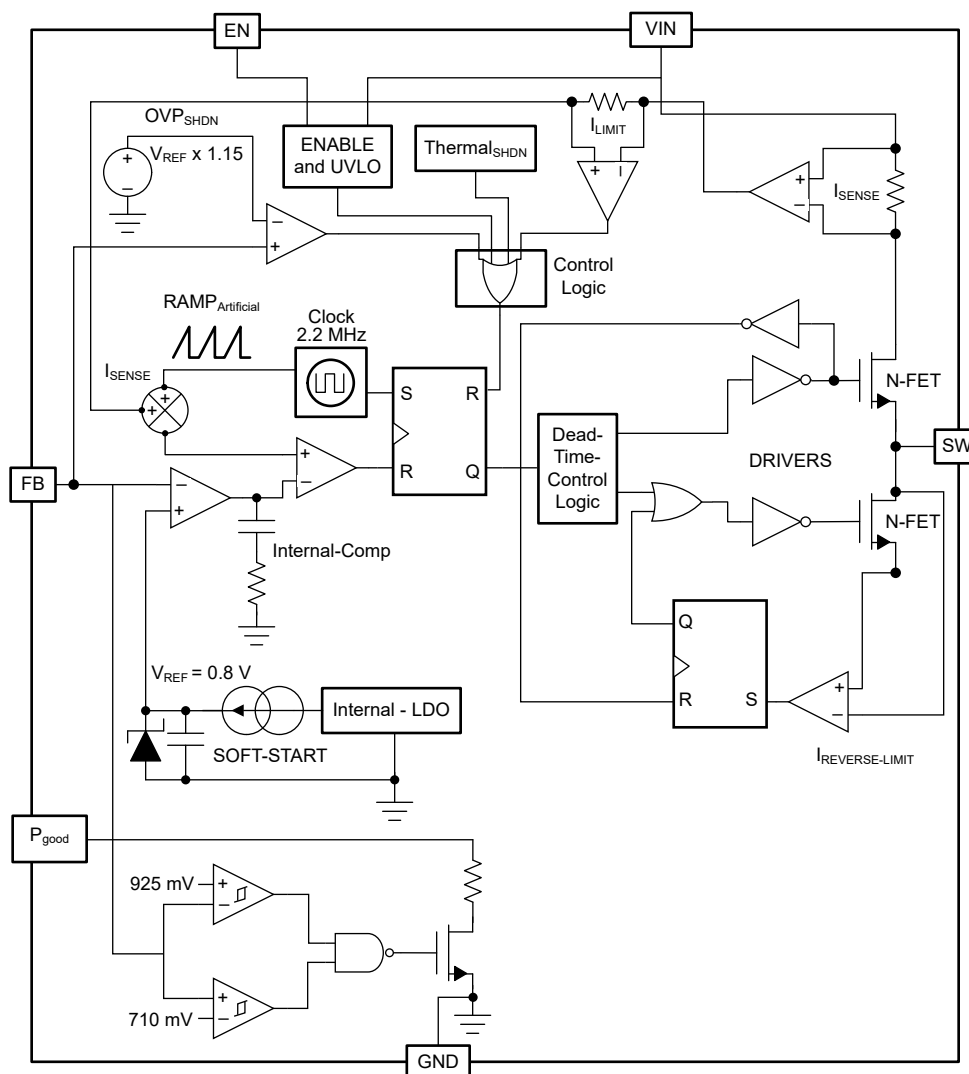 EN
VIN
OVP_SHDN
V_REF x 1.15
+
−
ENABLE
and UVLO
Thermal_SHDN
I_LIMIT
+ −
+
−
I_SENSE
−
+
Control
Logic
RAMP_Artificial
Clock
2.2 MHz
I_SENSE
+
+
S
R
R
Q
+
−
N-FET
Dead-
Time-
Control
Logic
DRIVERS
SW
FB
−
+
N-FET
Internal-Comp
Q
R
S
+
−
V_REF = 0.8 V
Internal - LDO
SOFT-START
I_REVERSE-LIMIT
P_good
925 mV
+
−
+
−
710 mV
GND